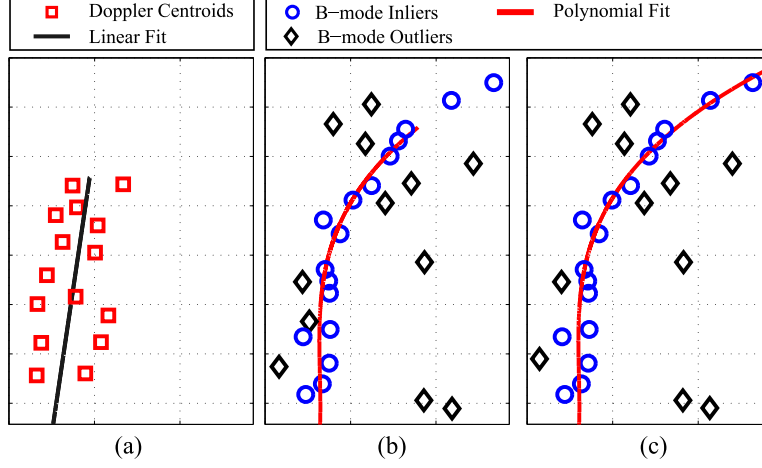 Doppler Centroids
Linear Fit
B−mode Inliers
Polynomial Fit
B−mode Outliers
(a)
(b)
(c)